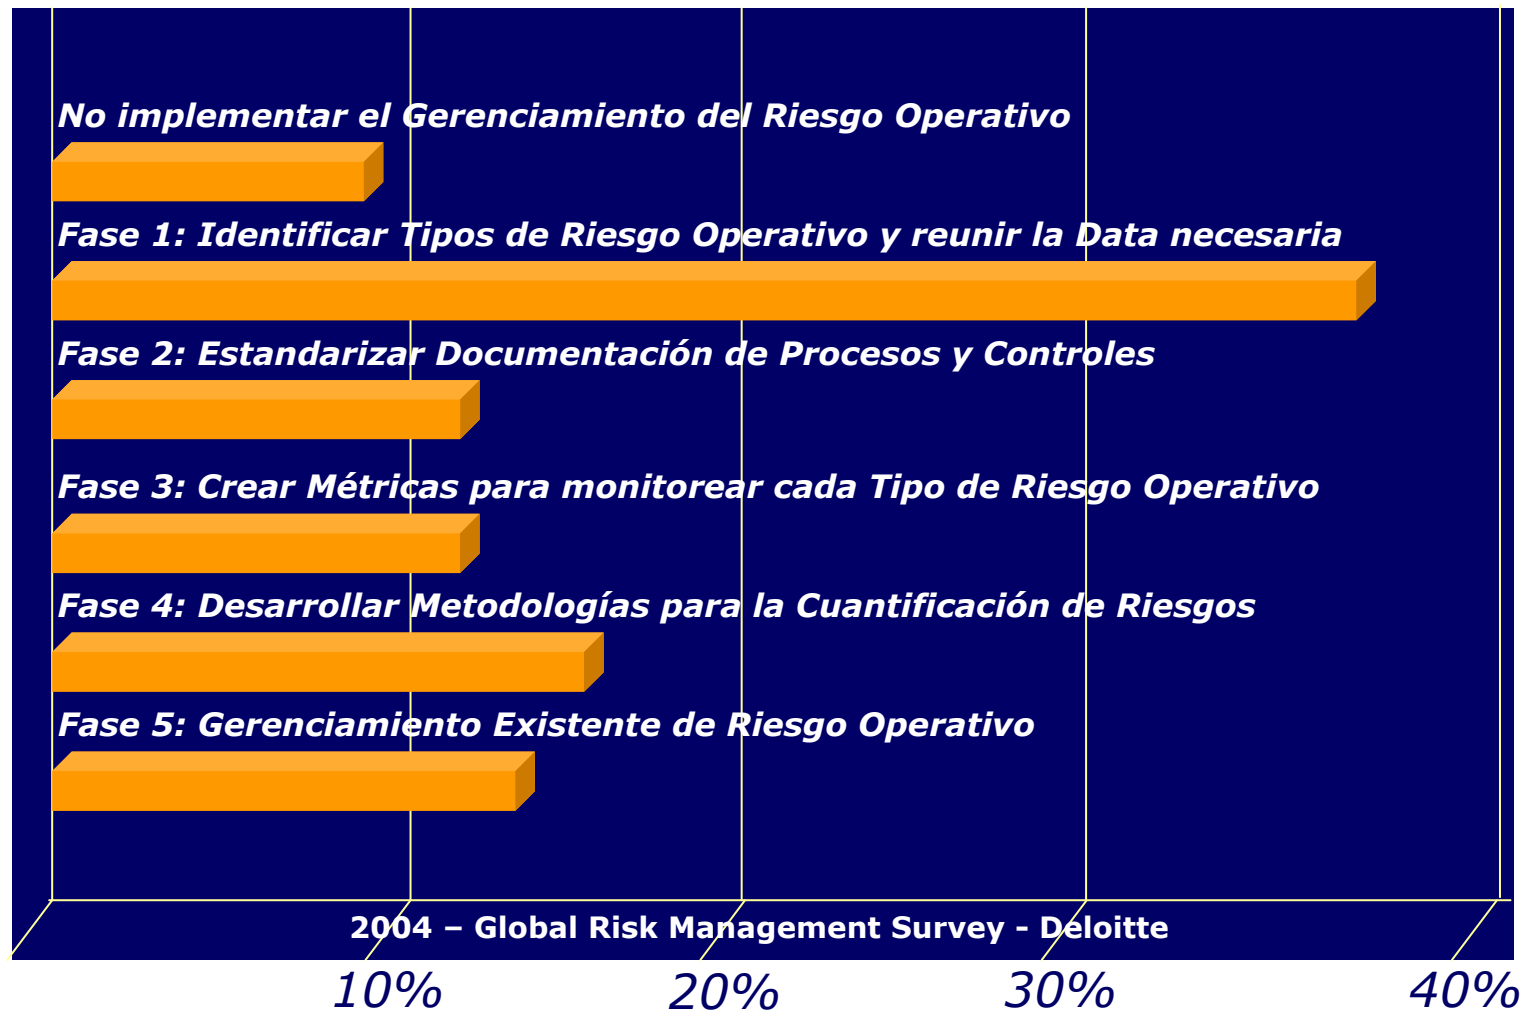 No implementar el Gerenciamiento del Riesgo Operativo
Fase 1: Identificar Tipos de Riesgo Operativo y reunir la Data necesaria
Fase 2: Estandarizar Documentación de Procesos y Controles
Fase 3: Crear Métricas para monitorear cada Tipo de Riesgo Operativo
Fase 4: Desarrollar Metodologías para la Cuantificación de Riesgos
Fase 5: Gerenciamiento Existente de Riesgo Operativo
2004 – Global Risk Management Survey - Deloitte
10% 20% 30% 40%